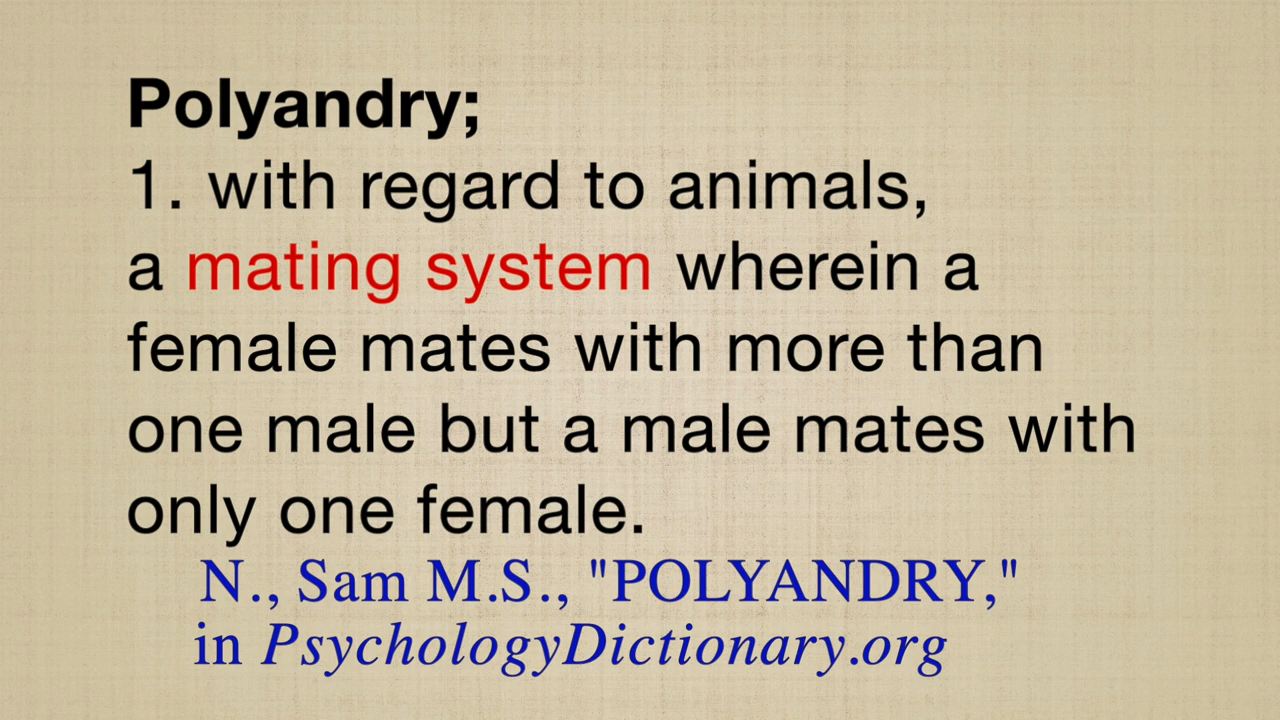 Polyandry;
1. with regard to animals,
a mating system wherein a
female mates with more than
one male but a male mates with
only one female.
N., Sam M.S., "POLYANDRY,"
in PsychologyDictionary.org